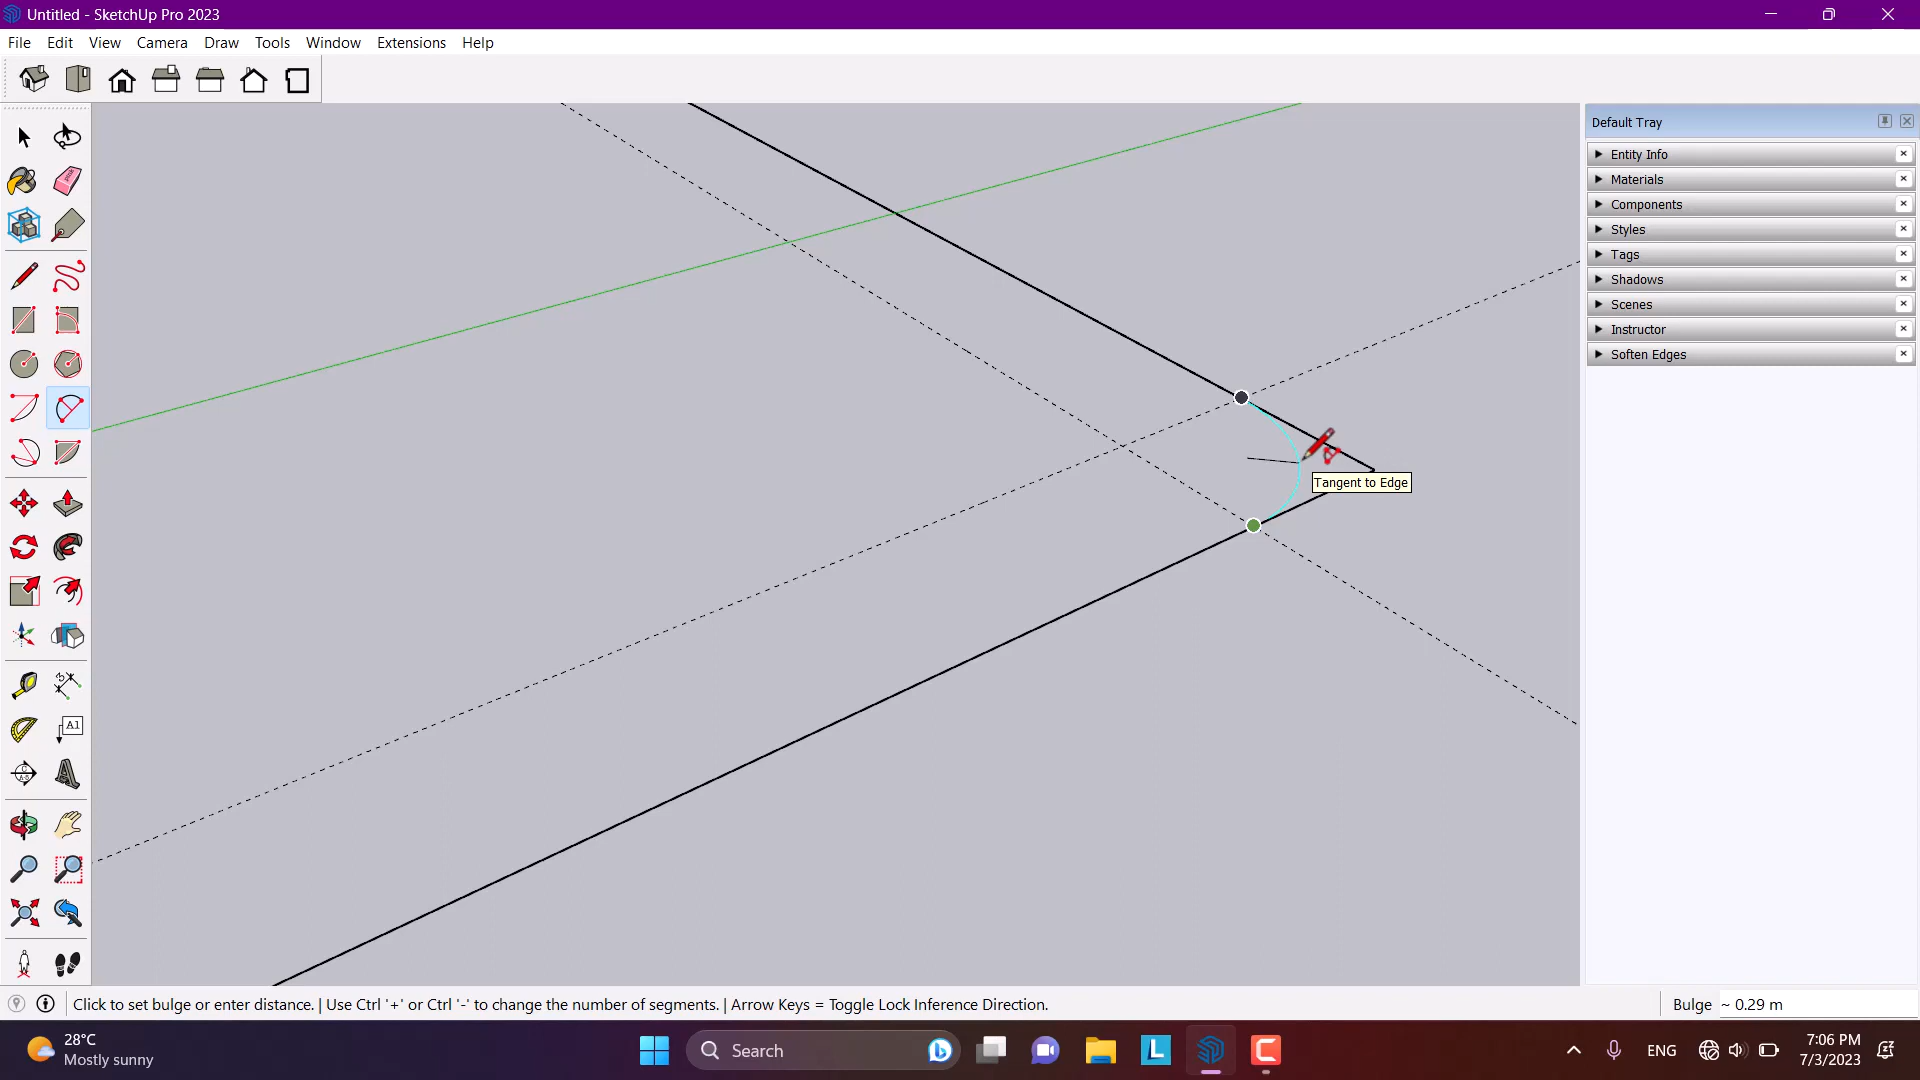 Untitled - SketchUp Pro 2023
File Edit View Camera Draw Tools Window Extensions Help
Default Tray
Entity Info
Materials
Components
Styles
Tags
Shadows
Scenes
Instructor
Soften Edges
Tangent to Edge
A1
Click to set bulge or enter distance. | Use Ctrl '+' or Ctrl '-' to change the number of segments. | Arrow Keys = Toggle Lock Inference Direction.
Bulge ~ 0.29 m
28°C
Mostly sunny
Search
L
C
ENG
7:06 PM
7/3/2023